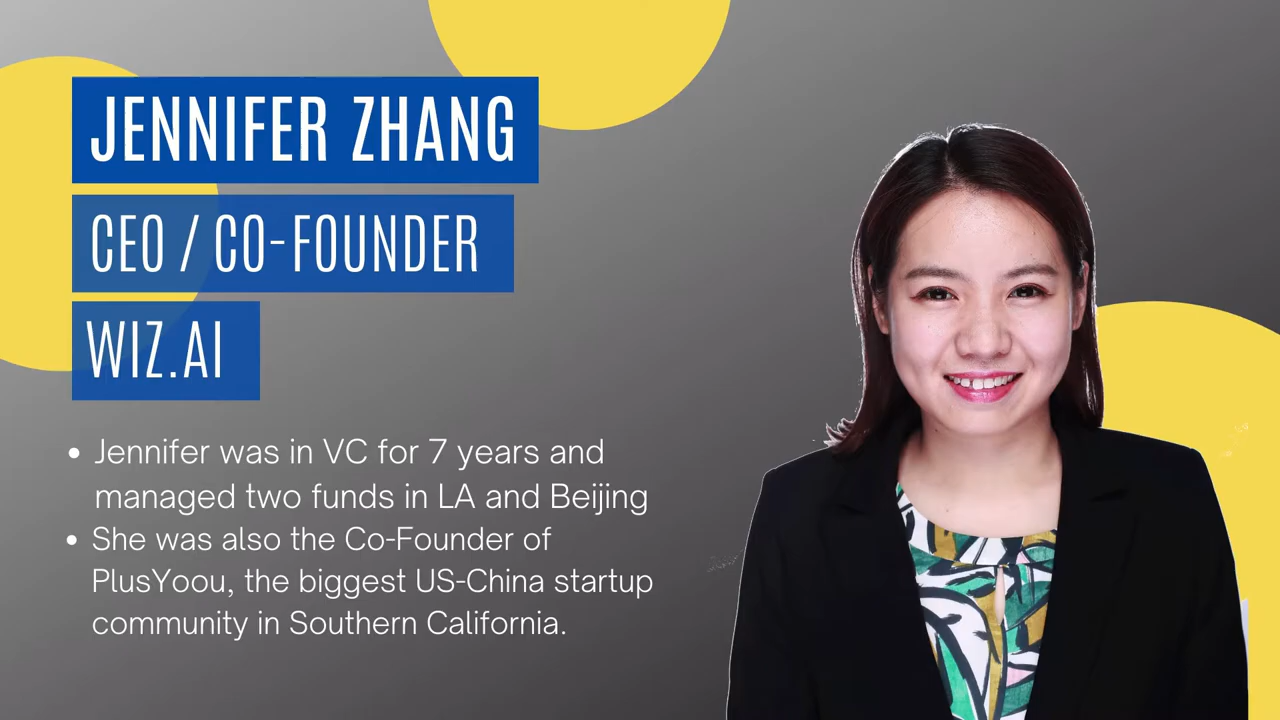 JENNIFER ZHANG
CEO / CO-FOUNDER
WIZ.AI
• Jennifer was in VC for 7 years and
managed two funds in LA and Beijing
• She was also the Co-Founder of
PlusYoou, the biggest US-China startup
community in Southern California.